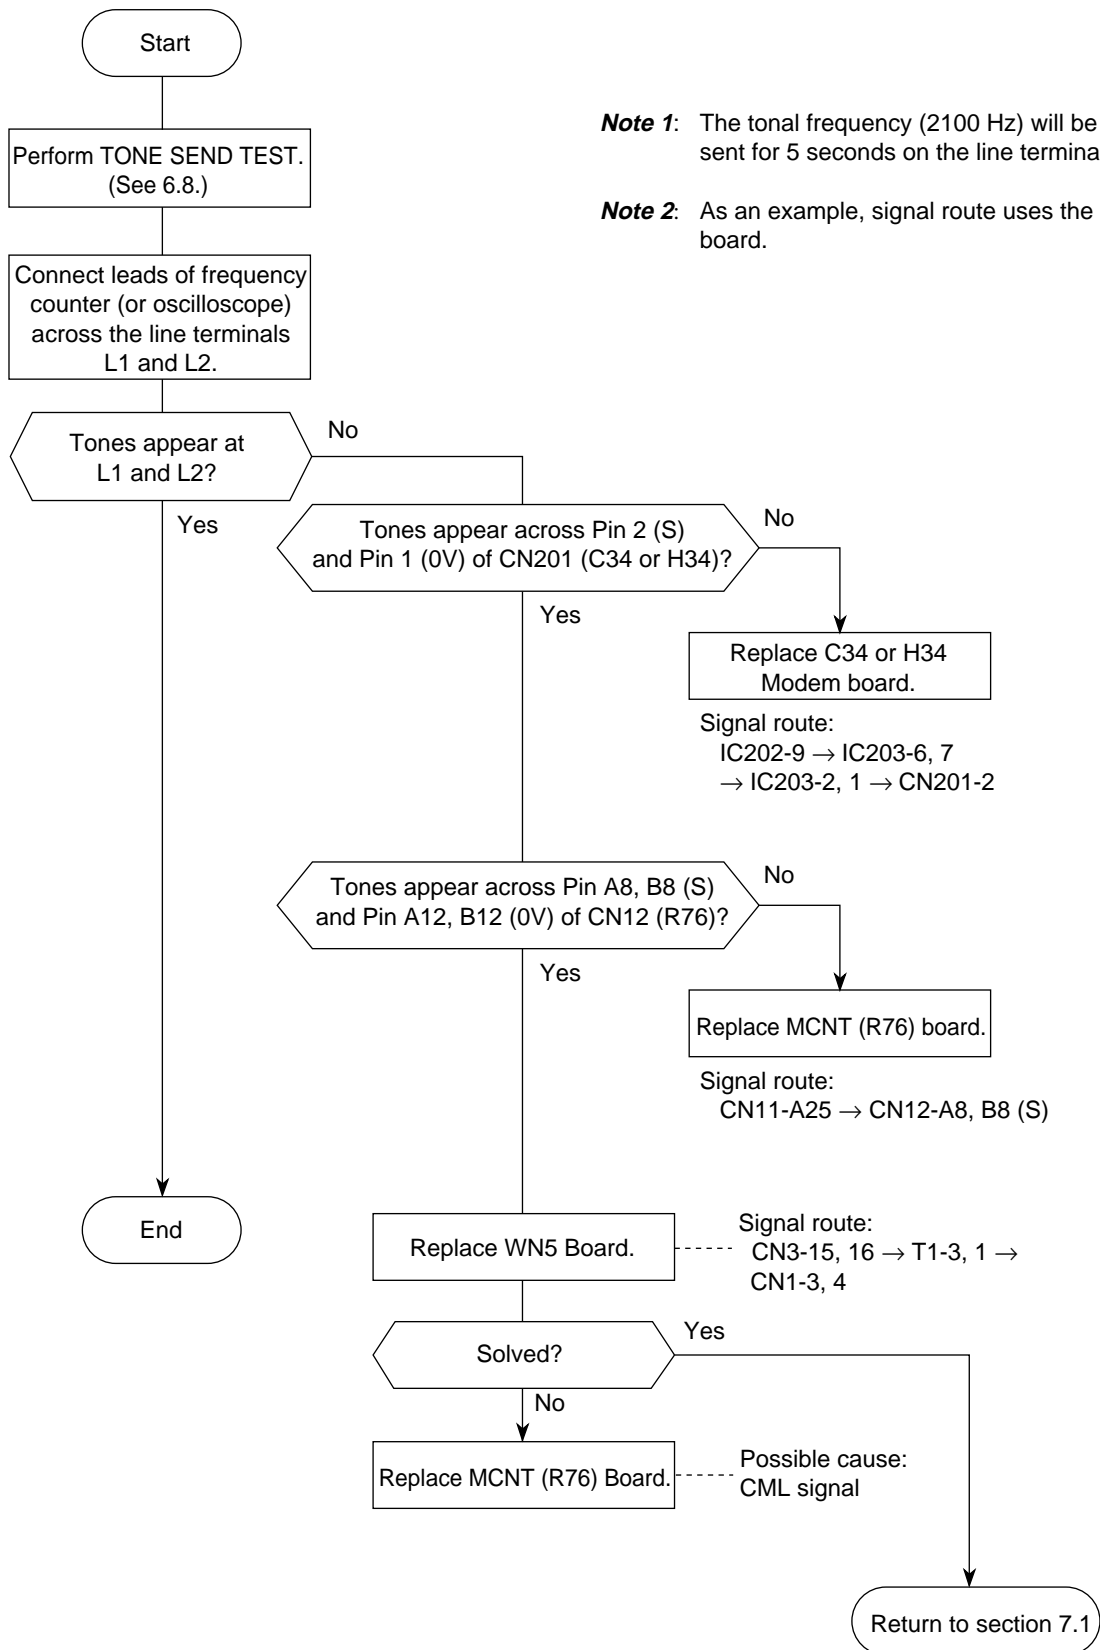 Start
Perform TONE SEND TEST.
(See 6.8.)
Note 1: The tonal frequency (2100 Hz) will be
sent for 5 seconds on the line termina
Note 2: As an example, signal route uses the
board.
Connect leads of frequency
counter (or oscilloscope)
across the line terminals
L1 and L2.
Tones appear at
L1 and L2?
No
Yes
Tones appear across Pin 2 (S)
and Pin 1 (0V) of CN201 (C34 or H34)?
No
Yes
Replace C34 or H34
Modem board.
Signal route:
IC202-9 → IC203-6, 7
→ IC203-2, 1 → CN201-2
Tones appear across Pin A8, B8 (S)
and Pin A12, B12 (0V) of CN12 (R76)?
No
Yes
Replace MCNT (R76) board.
Signal route:
CN11-A25 → CN12-A8, B8 (S)
End
Replace WN5 Board.
Signal route:
CN3-15, 16 → T1-3, 1 →
CN1-3, 4
Solved?
Yes
No
Replace MCNT (R76) Board.
Possible cause:
CML signal
Return to section 7.1